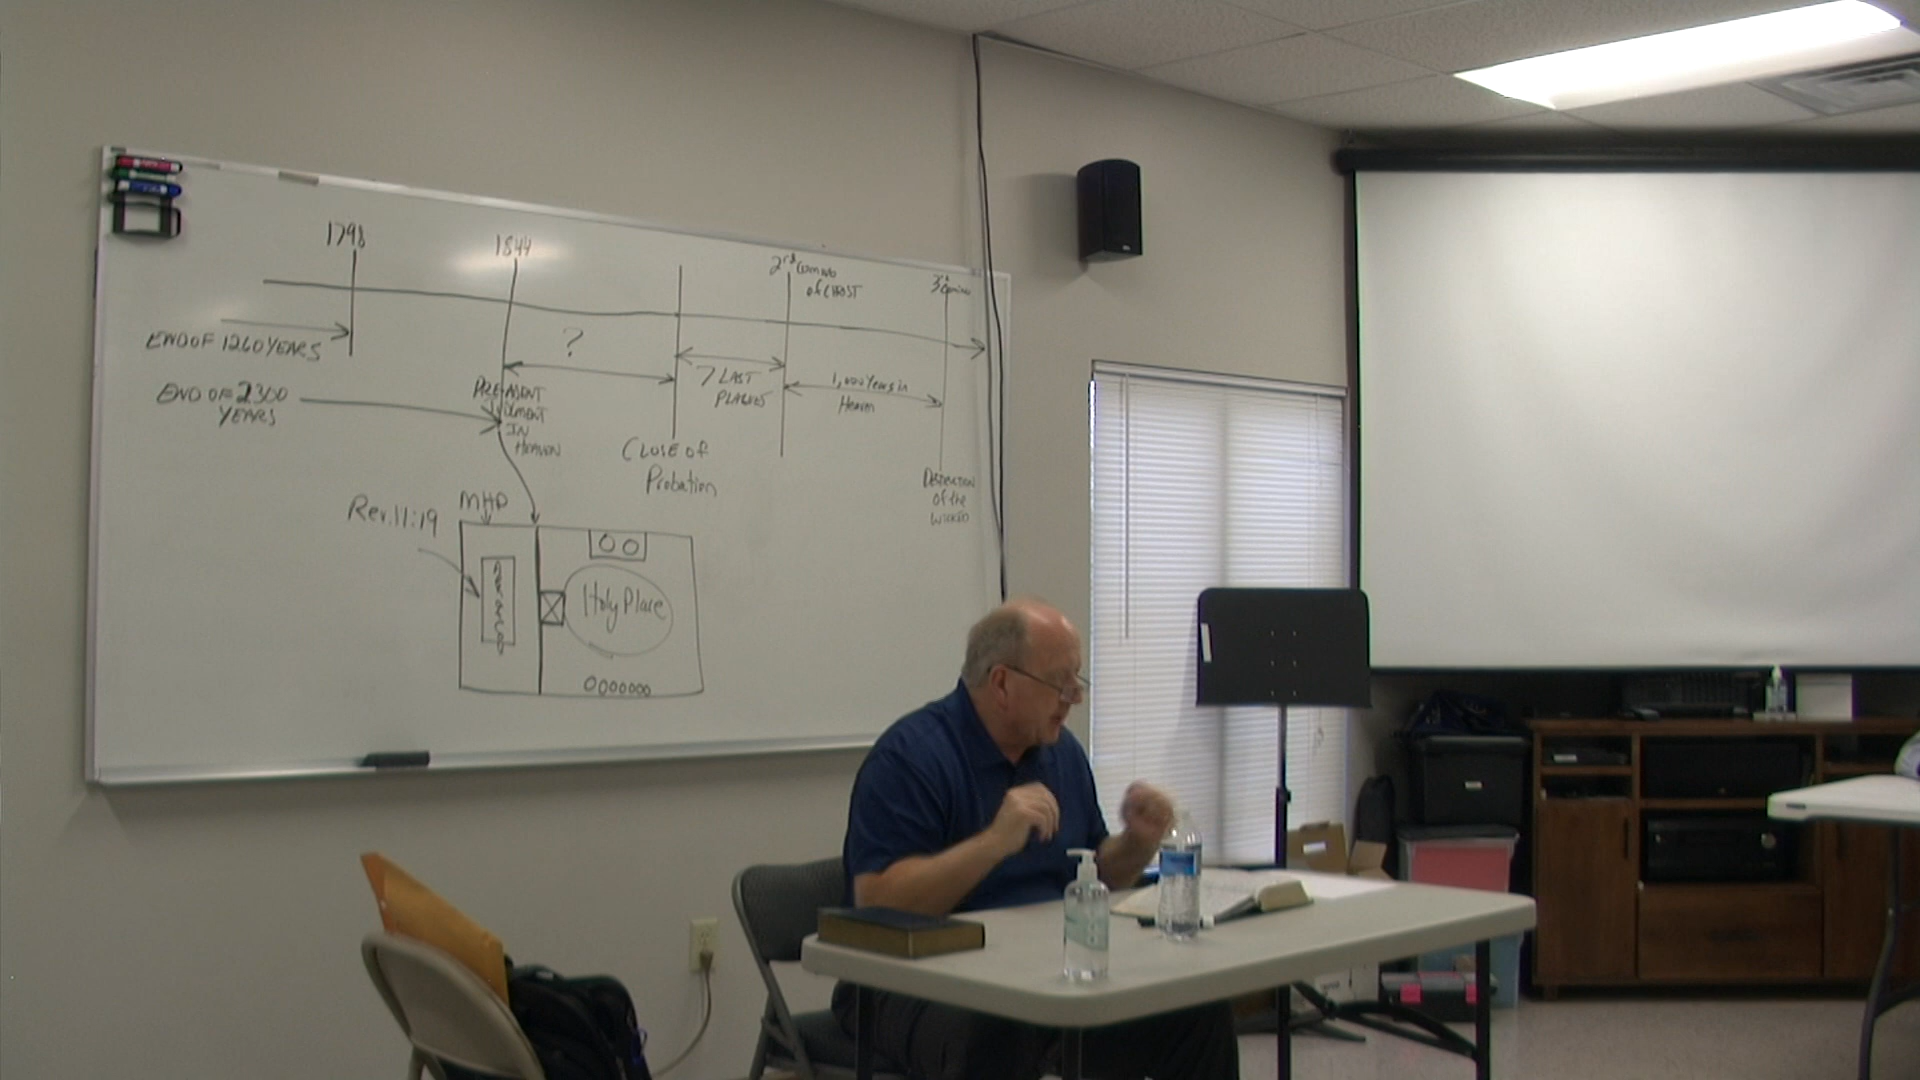 1798
1844
2nd Coming
of CHRIST
3rd Coming
END OF 1260 YEARS
?
7 LAST
PLAGUES
1,000 Years in
Heaven
END OF 2300
YEARS
PRE-ADVENT
JUDGMENT
IN
HEAVEN
CLOSE of
Probation
DESTRUCTION
of the
WICKED
Rev. 11:19
MHP
Holy Place